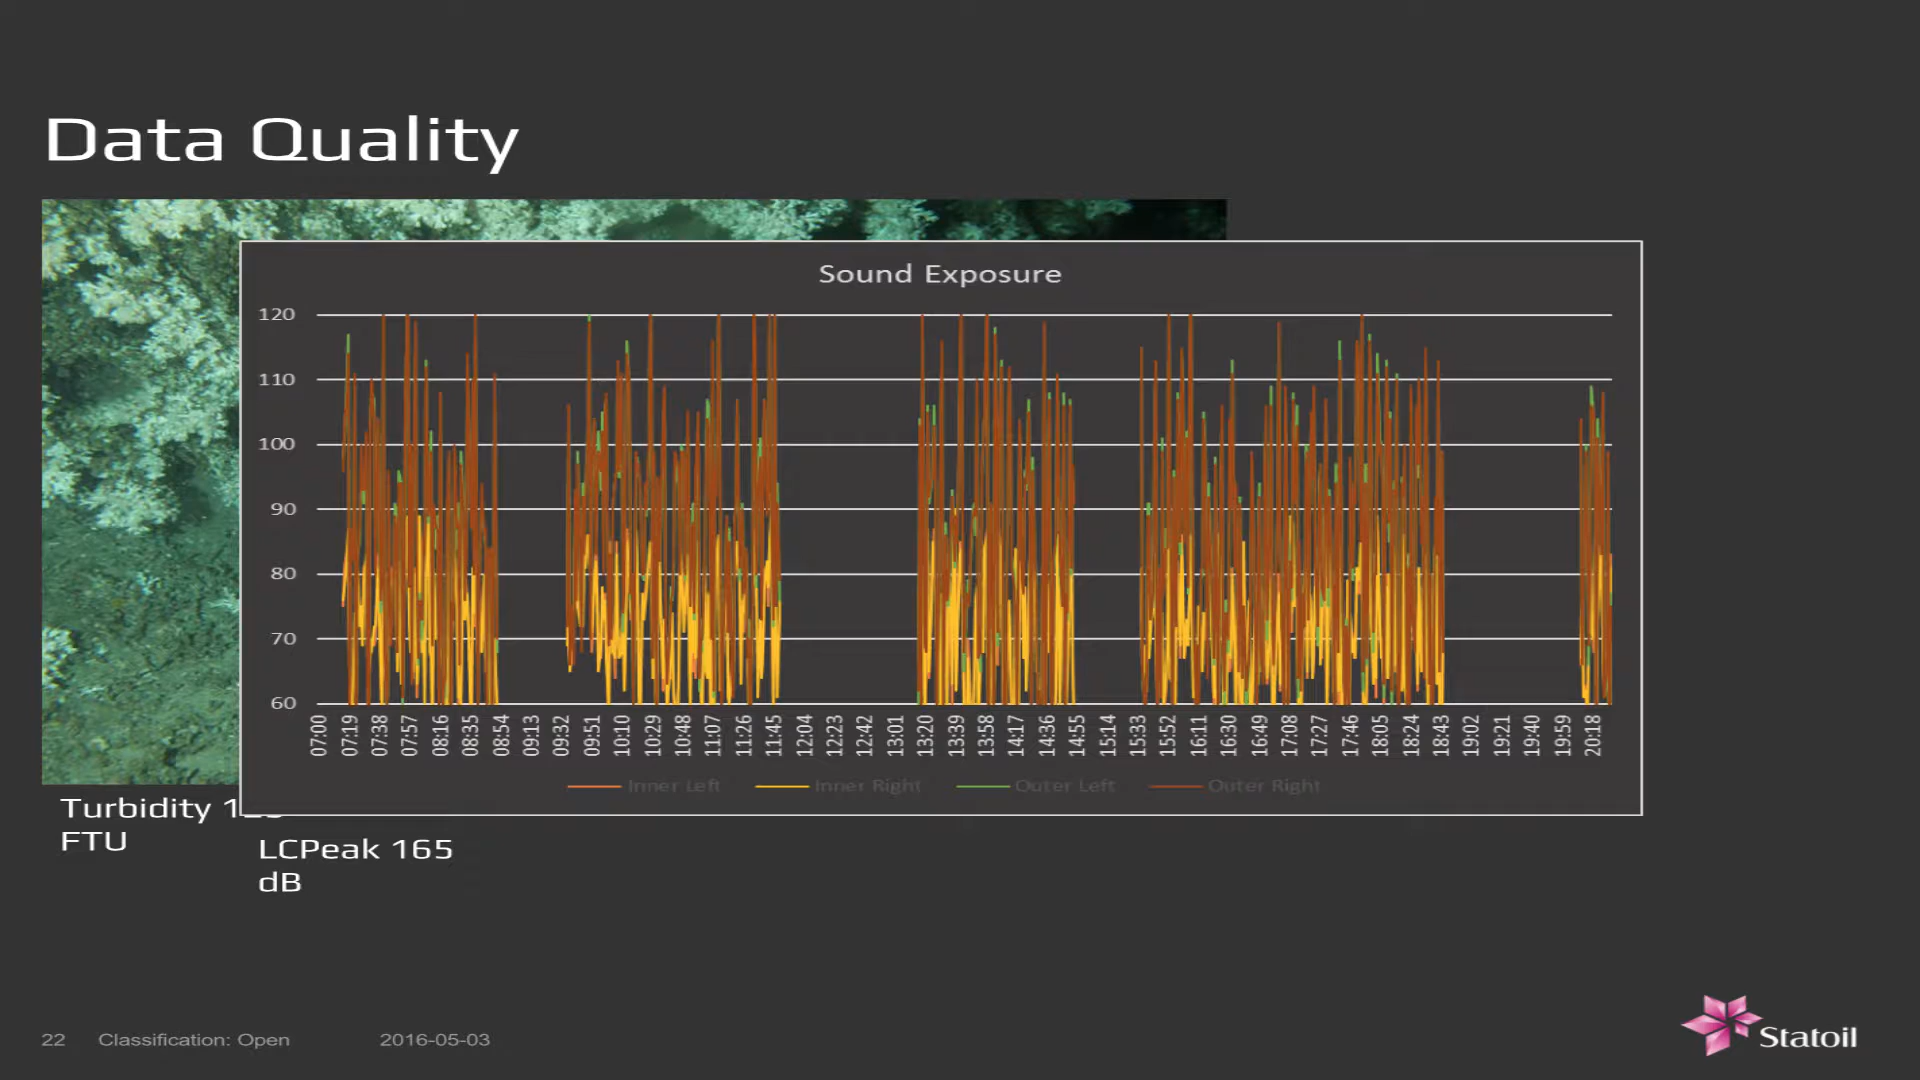 Data Quality
Sound Exposure
120
110
100
90
80
70
60
07:00 07:19 07:38 07:57 08:16 08:35 08:54 09:13 09:32 09:51 10:10 10:29 10:48 11:07 11:26 11:45 12:04 12:23 12:42 13:01 13:20 13:39 13:58 14:17 14:36 14:55 15:14 15:33 15:52 16:11 16:30 16:49 17:08 17:27 17:46 18:05 18:24 18:43 19:02 19:21 19:40 19:59 20:18
Inner Left Inner Right Outer Left Outer Right
Turbidity
FTU
LCPeak 165
dB
22 Classification: Open 2016-05-03
Statoil